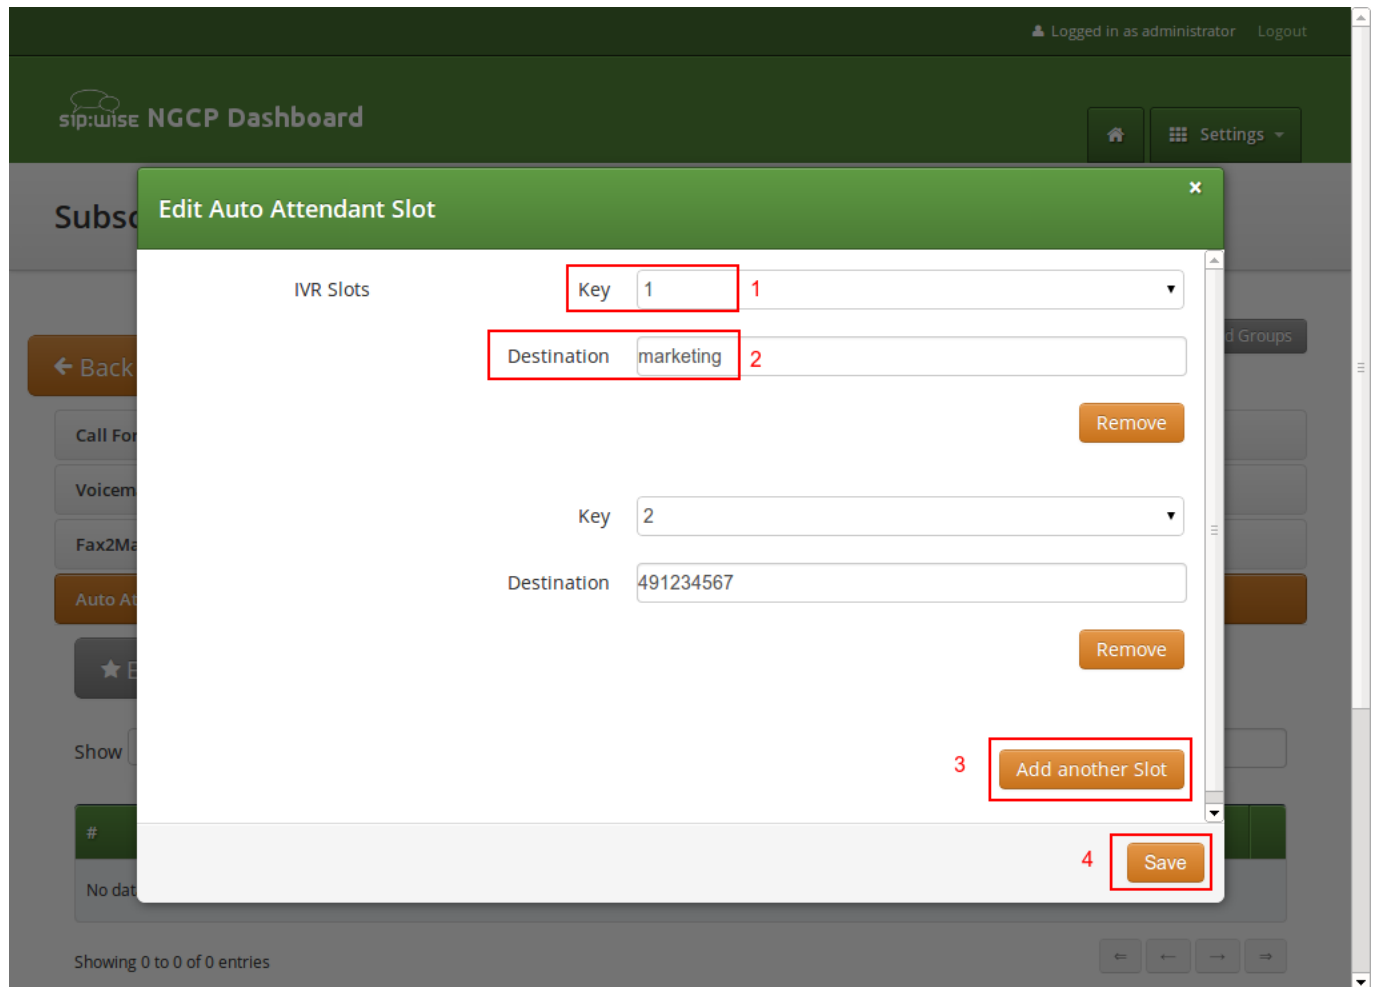 Logged in as administrator Logout
sip:wise NGCP Dashboard
Settings
Subsc
Edit Auto Attendant Slot ×
IVR Slots Key 1 1
d Groups
Destination marketing 2
Back
Remove
Call For
Voicem
Key 2
Fax2Ma
Destination 491234567
Auto At
Remove
E
Show
3 Add another Slot
#
4 Save
No dat
Showing 0 to 0 of 0 entries ⇐ ← → ⇒